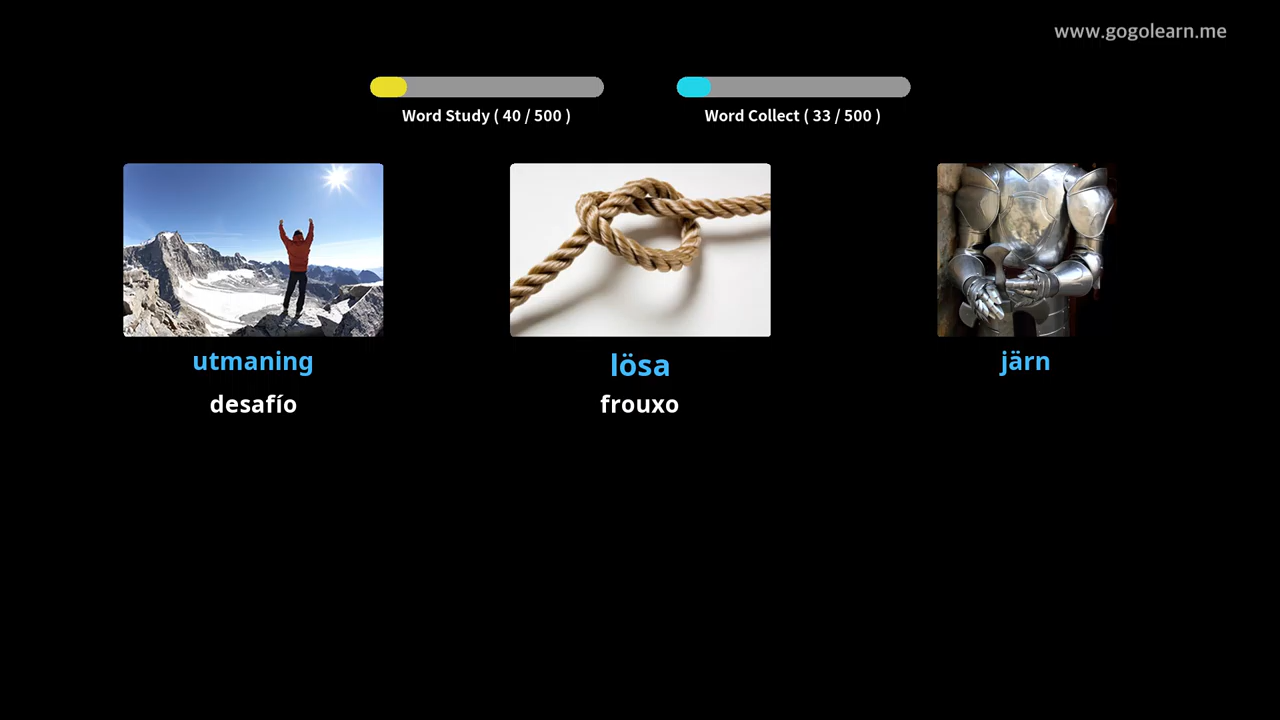 www.gogolearn.me
Word Study ( 40 / 500 )
Word Collect ( 33 / 500 )
utmaning
desafío
lösa
frouxo
järn